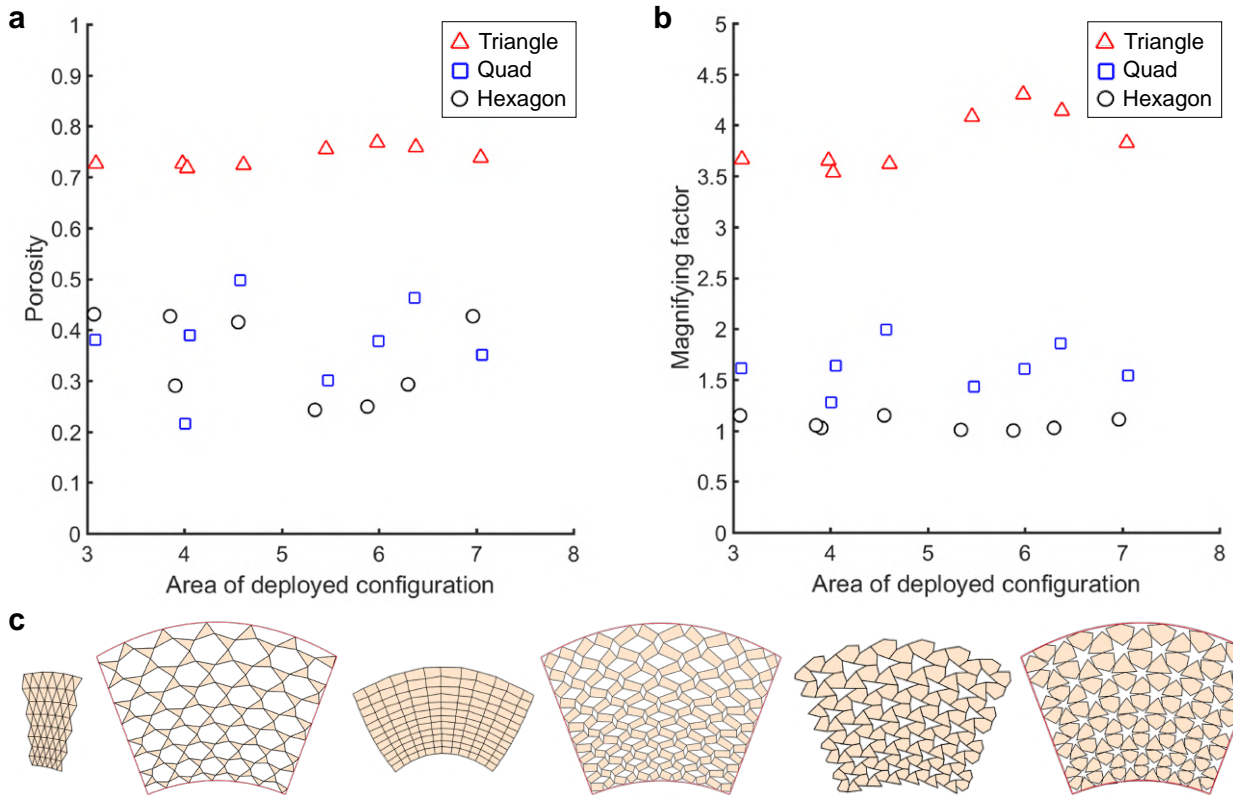 a
1
0.9
0.8
0.7
0.6
0.5
0.4
0.3
0.2
0.1
0
Porosity
3 4 5 6 7 8
Area of deployed configuration
Triangle
Quad
Hexagon
b
5
4.5
4
3.5
3
2.5
2
1.5
1
0.5
0
Magnifying factor
3 4 5 6 7 8
Area of deployed configuration
Triangle
Quad
Hexagon
c